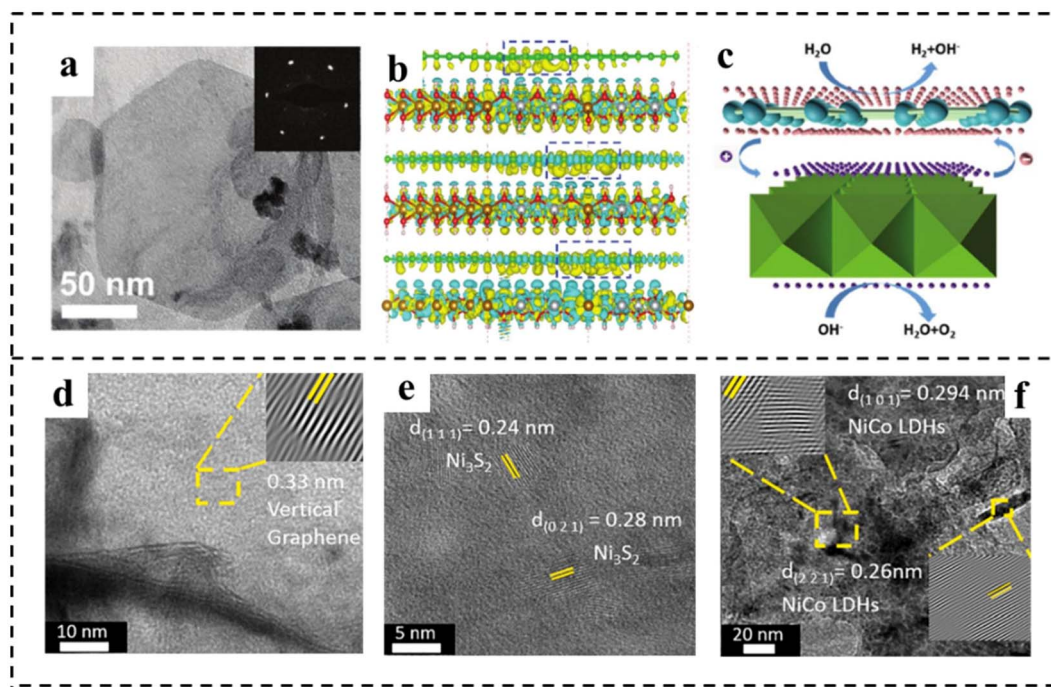 a
50 nm
b
c
H₂O
H₂+OH⁻
+
-
OH⁻
H₂O+O₂
d
0.33 nm
Vertical
Graphene
10 nm
e
d(1 1 1)= 0.24 nm
Ni₃S₂
d(0 2 1) = 0.28 nm
Ni₃S₂
5 nm
f
d(1 0 1)= 0.294 nm
NiCo LDHs
d(2 2 1)= 0.26nm
NiCo LDHs
20 nm